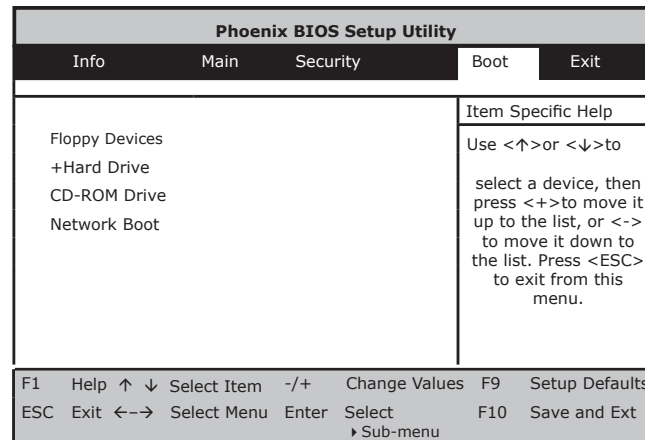 Phoenix BIOS Setup Utility
Info Main Security Boot Exit
Item Specific Help
Floppy Devices
+Hard Drive
CD-ROM Drive
Network Boot
Use <↑>or <↓>to
select a device, then
press <+>to move it
up to the list, or <->
to move it down to
the list. Press <ESC>
to exit from this
menu.
F1 Help ↑ ↓ Select Item -/+ Change Values F9 Setup Defaults
ESC Exit ←–→ Select Menu Enter Select F10 Save and Ext
▸Sub-menu